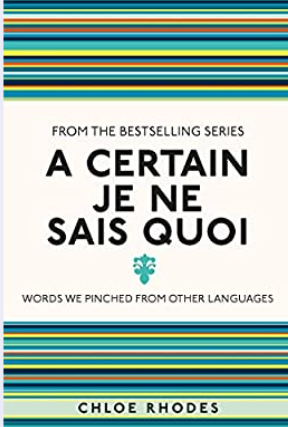 FROM THE BESTSELLING SERIES
A CERTAIN
JE NE
SAIS QUOI
WORDS WE PINCHED FROM OTHER LANGUAGES
CHLOE RHODES